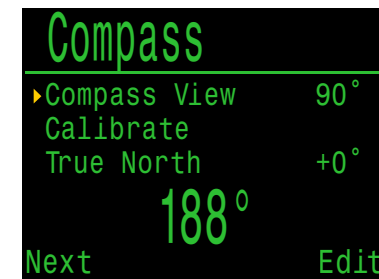 Compass
Compass View 90°
Calibrate
True North +0°
188°
Next Edit